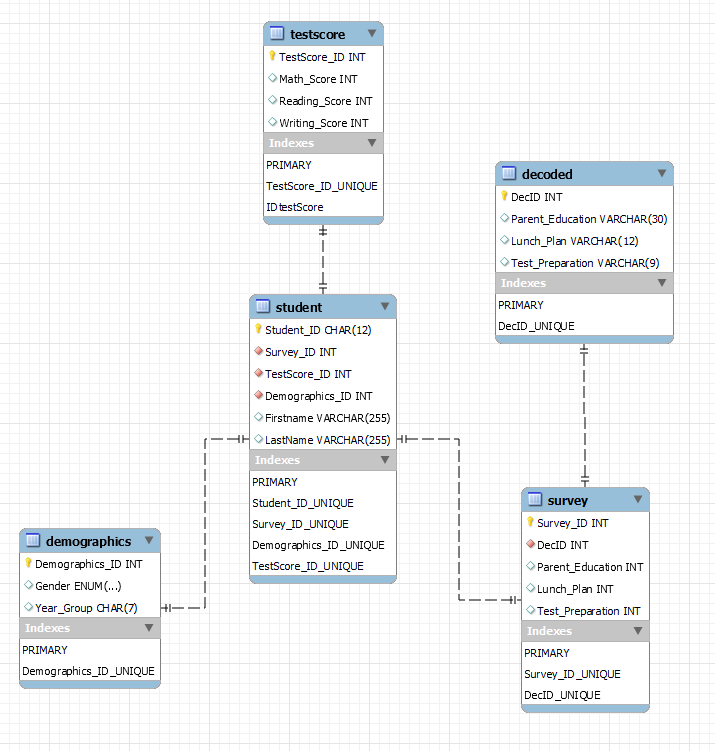 testscore
TestScore_ID INT
Math_Score INT
Reading_Score INT
Writing_Score INT
Indexes
PRIMARY
TestScore_ID_UNIQUE
IDtestScore
decoded
DecID INT
Parent_Education VARCHAR(30)
Lunch_Plan VARCHAR(12)
Test_Preparation VARCHAR(9)
Indexes
PRIMARY
DecID_UNIQUE
student
Student_ID CHAR(12)
Survey_ID INT
TestScore_ID INT
Demographics_ID INT
Firstname VARCHAR(255)
LastName VARCHAR(255)
Indexes
PRIMARY
Student_ID_UNIQUE
Survey_ID_UNIQUE
Demographics_ID_UNIQUE
TestScore_ID_UNIQUE
demographics
Demographics_ID INT
Gender ENUM(...)
Year_Group CHAR(7)
Indexes
PRIMARY
Demographics_ID_UNIQUE
survey
Survey_ID INT
DecID INT
Parent_Education INT
Lunch_Plan INT
Test_Preparation INT
Indexes
PRIMARY
Survey_ID_UNIQUE
DecID_UNIQUE